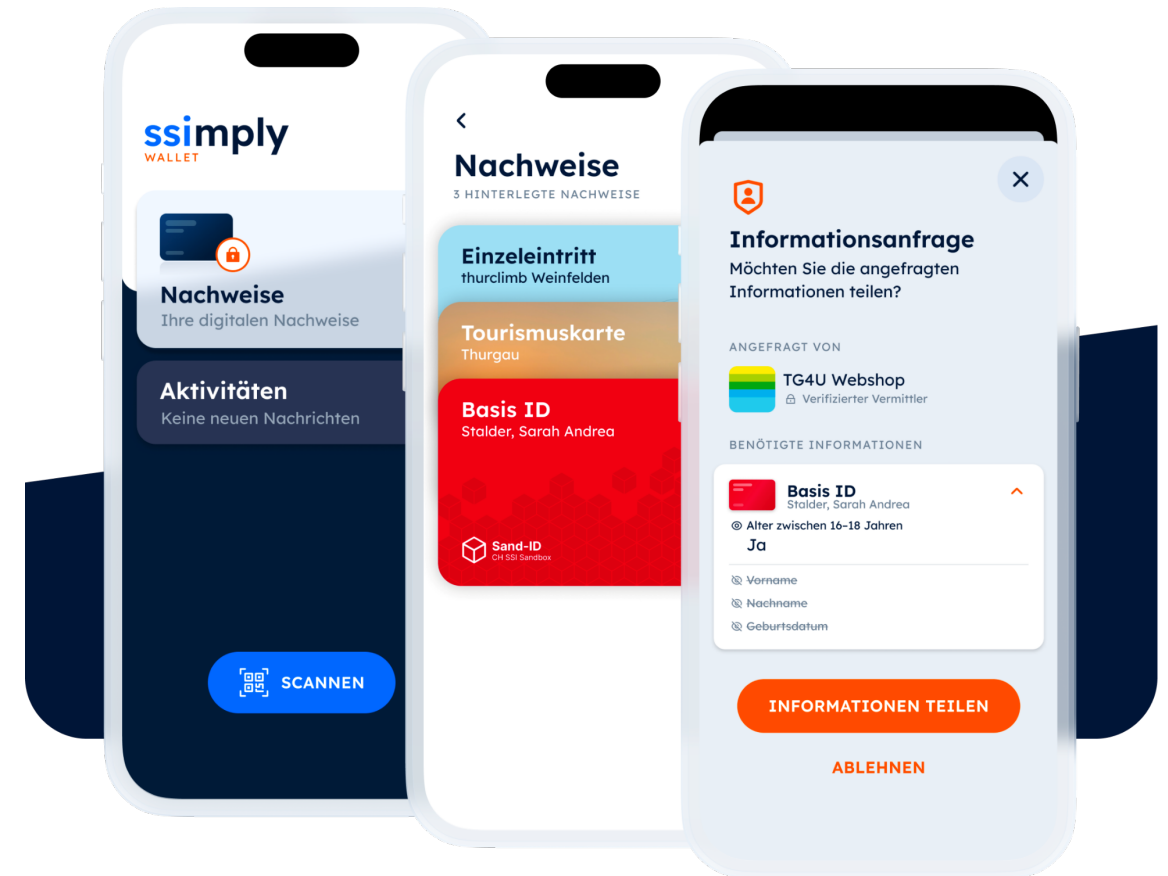 ssimply
WALLET
Nachweise
Ihre digitalen Nachweise
Aktivitäten
Keine neuen Nachrichten
SCANNEN
Nachweise
3 HINTERLEGTE NACHWEISE
Einzeleintritt
thurclimb Weinfelden
Tourismuskarte
Thurgau
Basis ID
Stalder, Sarah Andrea
Sand-ID
CH SSI Sandbox
Informationsanfrage
Möchten Sie die angefragten
Informationen teilen?
ANGEFRAGT VON
TG4U Webshop
Verifizierter Vermittler
BENÖTIGTE INFORMATIONEN
Basis ID
Stalder, Sarah Andrea
Alter zwischen 16–18 Jahren
Ja
Vorname
Nachname
Geburtsdatum
INFORMATIONEN TEILEN
ABLEHNEN